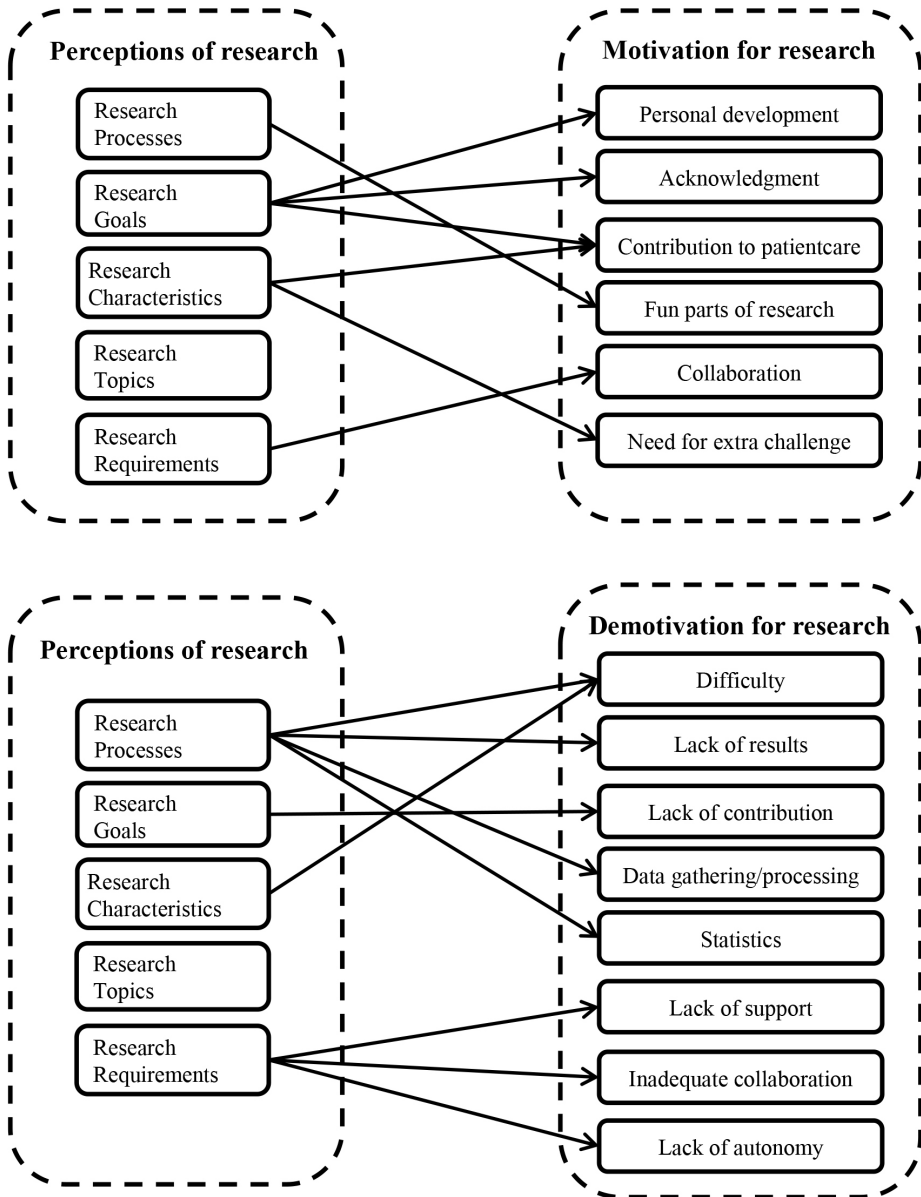 Perceptions of research
Research
Processes
Research
Goals
Research
Characteristics
Research
Topics
Research
Requirements
Motivation for research
Personal development
Acknowledgment
Contribution to patientcare
Fun parts of research
Collaboration
Need for extra challenge
Perceptions of research
Research
Processes
Research
Goals
Research
Characteristics
Research
Topics
Research
Requirements
Demotivation for research
Difficulty
Lack of results
Lack of contribution
Data gathering/processing
Statistics
Lack of support
Inadequate collaboration
Lack of autonomy